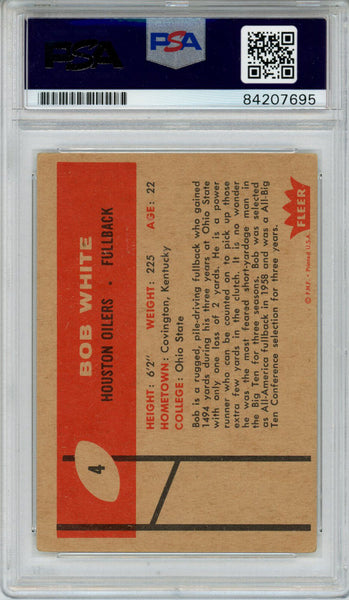 PSA
PSA
84207695
4
BOB WHITE
HOUSTON OILERS • FULLBACK
HEIGHT: 6'2" WEIGHT: 225 AGE: 22
HOMETOWN: Covington, Kentucky
COLLEGE: Ohio State
Bob is a rugged, pile-driving fullback who gained
1494 yards during his three years at Ohio State
with only one loss of 2 yards. He is a power
runner who can be counted on to pick up those
extra few yards in the clutch. It is no wonder
he was the most feared short-yardage man in
the Big Ten for three seasons. Bob was selected
as All-America fullback in 1958 and was a All-Big
Ten Conference selection for three years.
FLEER
© F.H.F. • Printed U.S.A.